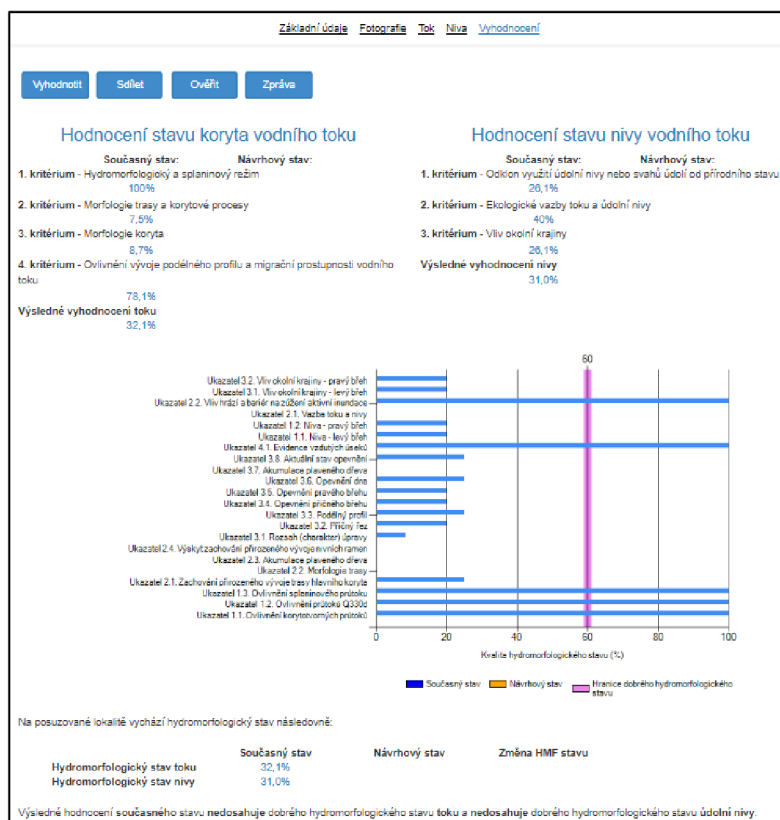 Základní údaje Fotografie Tok Niva Vyhodnocení
Vyhodnotit Sdílet Ověřit Zpráva
Hodnocení stavu koryta vodního toku
Současný stav: Návrhový stav:
1. kritérium - Hydromorfologický a splaninový režim
100%
2. kritérium - Morfologie trasy a korytové procesy
7,5%
3. kritérium - Morfologie koryta
8,7%
4. kritérium - Ovlivnění vývoje podélného profilu a migrační prostupnosti vodního
toku
78,1%
Výsledné vyhodnocení toku
32,1%
Hodnocení stavu nivy vodního toku
Současný stav: Návrhový stav:
1. kritérium - Odklon využití údolní nivy nebo svahů údolí od přírodního stavu
26,1%
2. kritérium - Ekologické vazby toku a údolní nivy
40%
3. kritérium - Vliv okolní krajiny
26,1%
Výsledné vyhodnocení nivy
31,0%
60
Ukazatel 3.2. Vliv okolní krajiny - pravý břeh
Ukazatel 3.1. Vliv okolní krajiny - levý břeh
Ukazatel 2.2. Vliv hrází a bariér na zúžení aktivní inundace
Ukazatel 2.1. Vazba toku a nivy
Ukazatel 1.2. Niva - pravý břeh
Ukazatel 1.1. Niva - levý břeh
Ukazatel 4.1. Evidence vzdutých úseků
Ukazatel 3.8. Aktuální stav opevnění
Ukazatel 3.7. Akumulace plaveného dřeva
Ukazatel 3.6. Opevnění dna
Ukazatel 3.5. Opevnění pravého břehu
Ukazatel 3.4. Opevnění příčného břehu
Ukazatel 3.3. Podélný profil
Ukazatel 3.2. Příčný řez
Ukazatel 3.1. Rozsah (charakter) úpravy
Ukazatel 2.4. Výskyt zachování přirozeného vývoje nivních ramen
Ukazatel 2.3. Akumulace plaveného dřeva
Ukazatel 2.2. Morfologie trasy
Ukazatel 2.1. Zachování přirozeného vývoje trasy hlavního koryta
Ukazatel 1.3. Ovlivnění splaninového průtoku
Ukazatel 1.2. Ovlivnění průtoků Q330d
Ukazatel 1.1. Ovlivnění korytotvorných průtoků
0 20 40 60 80 100
Kvalita hydromorfologického stavu (%)
Současný stav Návrhový stav Hranice dobrého hydromorfologického
stavu
Na posuzované lokalitě vychází hydromorfologický stav následovně:
Současný stav Návrhový stav Změna HMF stavu
Hydromorfologický stav toku 32,1%
Hydromorfologický stav nivy 31,0%
Výsledné hodnocení současného stavu nedosahuje dobrého hydromorfologického stavu toku a nedosahuje dobrého hydromorfologického stavu údolní nivy.